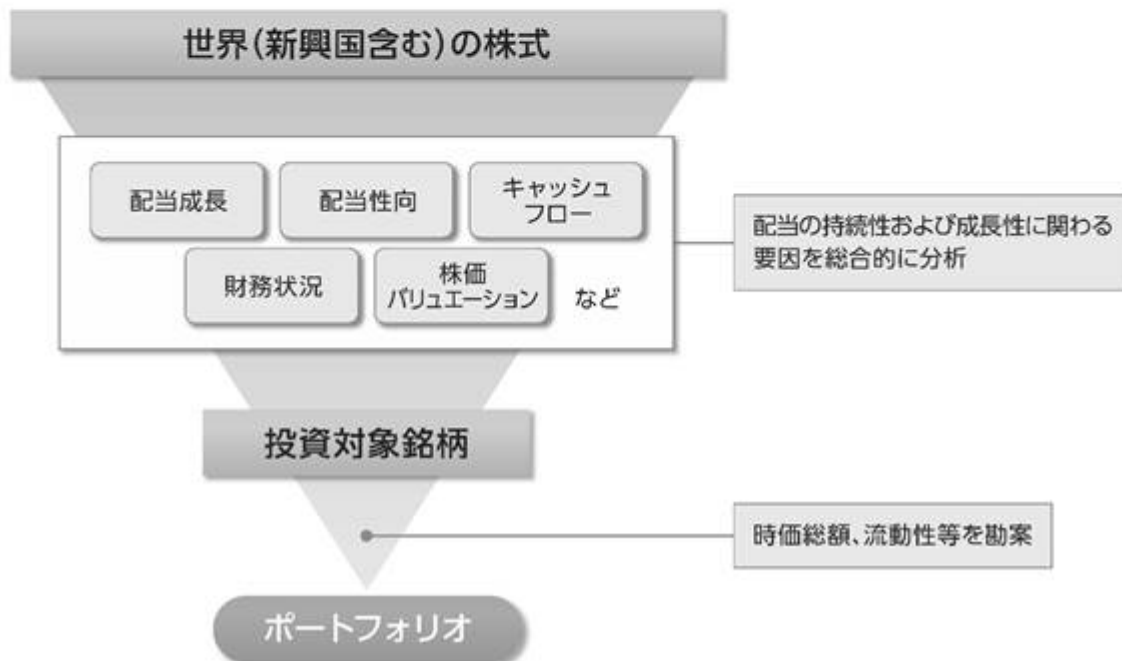 世界(新興国含む)の株式
配当成長
配当性向
キャッシュ
フロー
財務状況
株価
バリュエーション
など
配当の持続性および成長性に関わる
要因を総合的に分析
投資対象銘柄
時価総額、流動性等を勘案
ポートフォリオ